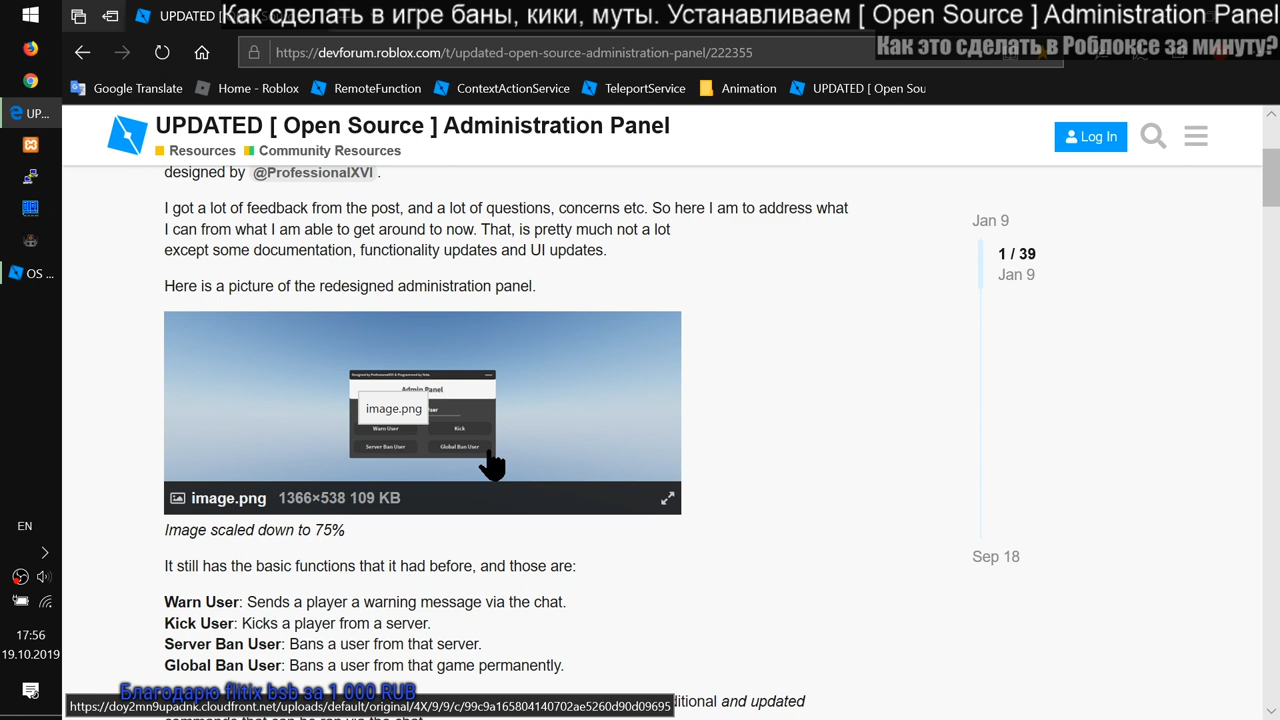 UPDATED [
Как сделать в игре баны, кики, муты. Устанавливаем [ Open Source ] Administration Panel
Как это сделать в Роблоксе за минуту?
https://devforum.roblox.com/t/updated-open-source-administration-panel/222355
Google Translate
Home - Roblox
RemoteFunction
ContextActionService
TeleportService
Animation
UPDATED [ Open Sou
UP...
UPDATED [ Open Source ] Administration Panel
Resources Community Resources
Log In
designed by @ProfessionalXVI .
I got a lot of feedback from the post, and a lot of questions, concerns etc. So here I am to address what
I can from what I am able to get around to now. That, is pretty much not a lot
except some documentation, functionality updates and UI updates.
Here is a picture of the redesigned administration panel.
Jan 9
1 / 39
Jan 9
Sep 18
OS ...
Admin Panel
image.png
Warn User Kick
Server Ban User Global Ban User
image.png 1366×538 109 KB
Image scaled down to 75%
It still has the basic functions that it had before, and those are:
Warn User: Sends a player a warning message via the chat.
Kick User: Kicks a player from a server.
Server Ban User: Bans a user from that server.
Global Ban User: Bans a user from that game permanently.
EN
17:56
19.10.2019
Благодарю flitix bsb за 1 000 RUB
https://doy2mn9upadnk.cloudfront.net/uploads/default/original/4X/9/9/c/99c9a165804140702ae5260d90d09695
ditional and updated
commands that can be ran via the chat